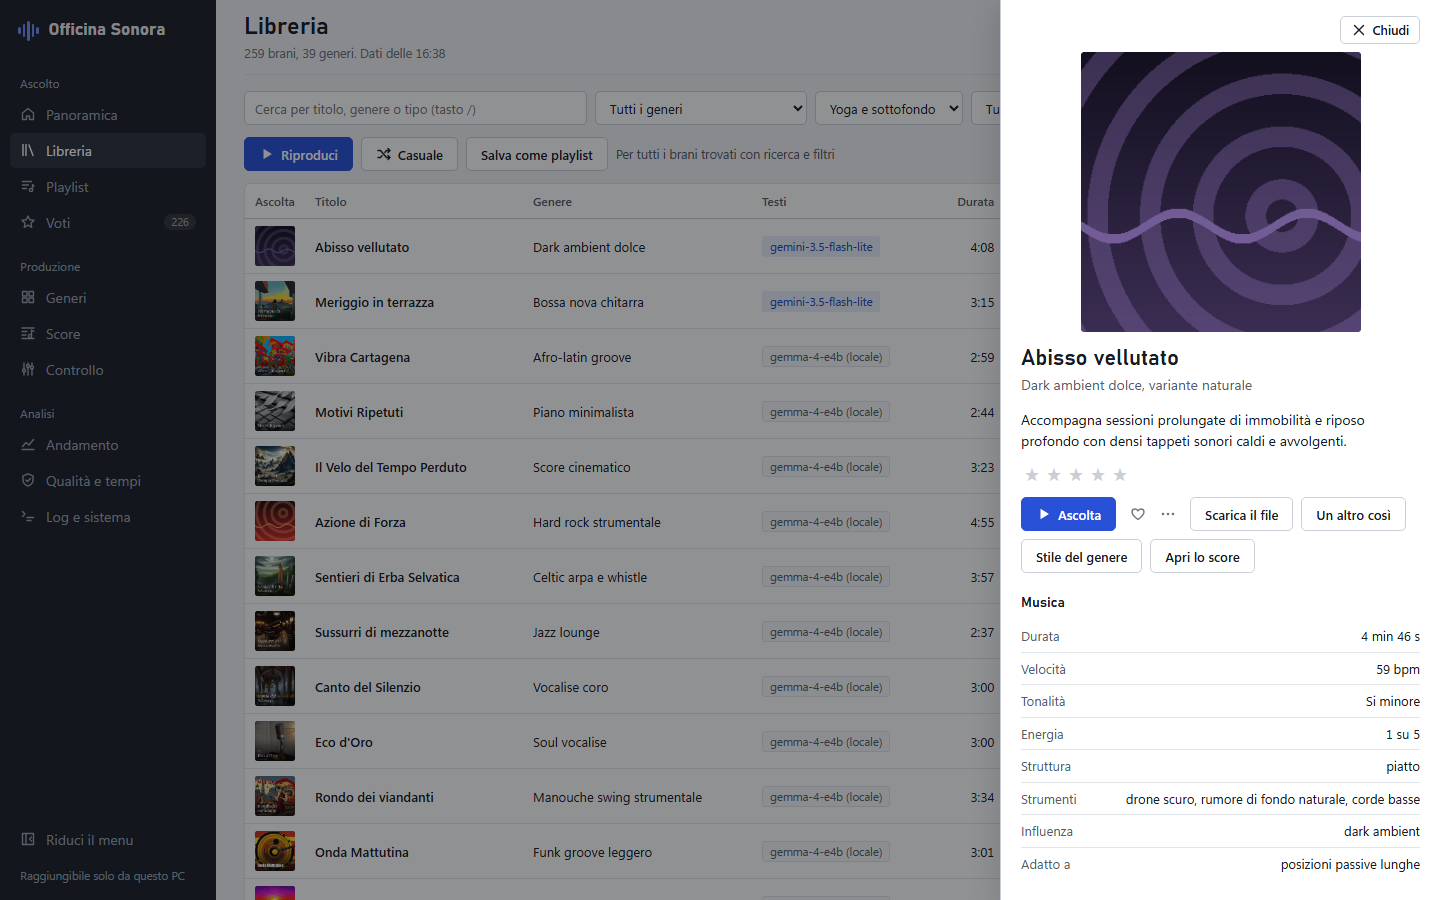 Officina Sonora
Ascolto
Panoramica
Libreria
Playlist
Voti 226
Produzione
Generi
Score
Controllo
Analisi
Andamento
Qualità e tempi
Log e sistema
Riduci il menu
Raggiungibile solo da questo PC
Libreria
259 brani, 39 generi. Dati delle 16:38
Cerca per titolo, genere o tipo (tasto /) Tutti i generi Yoga e sottofondo Tu
Riproduci Casuale Salva come playlist Per tutti i brani trovati con ricerca e filtri
Ascolta Titolo Genere Testi Durata
Abisso vellutato Dark ambient dolce gemini-3.5-flash-lite 4:08
Meriggio in terrazza Bossa nova chitarra gemini-3.5-flash-lite 3:15
Vibra Cartagena Afro-latin groove gemma-4-e4b (locale) 2:59
Motivi Ripetuti Piano minimalista gemma-4-e4b (locale) 2:44
Il Velo del Tempo Perduto Score cinematico gemma-4-e4b (locale) 3:23
Azione di Forza Hard rock strumentale gemma-4-e4b (locale) 4:55
Sentieri di Erba Selvatica Celtic arpa e whistle gemma-4-e4b (locale) 3:57
Sussurri di mezzanotte Jazz lounge gemma-4-e4b (locale) 2:37
Canto del Silenzio Vocalise coro gemma-4-e4b (locale) 3:00
Eco d'Oro Soul vocalise gemma-4-e4b (locale) 3:00
Rondo dei viandanti Manouche swing strumentale gemma-4-e4b (locale) 3:34
Onda Mattutina Funk groove leggero gemma-4-e4b (locale) 3:01
Chiudi
Abisso vellutato
Dark ambient dolce, variante naturale
Accompagna sessioni prolungate di immobilità e riposo
profondo con densi tappeti sonori caldi e avvolgenti.
Ascolta Scarica il file Un altro così
Stile del genere Apri lo score
Musica
Durata 4 min 46 s
Velocità 59 bpm
Tonalità Si minore
Energia 1 su 5
Struttura piatto
Strumenti drone scuro, rumore di fondo naturale, corde basse
Influenza dark ambient
Adatto a posizioni passive lunghe